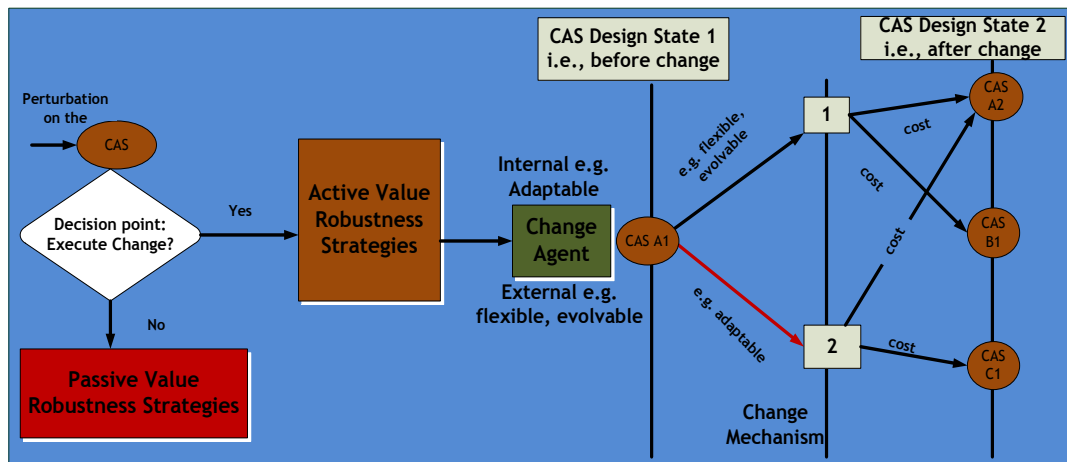 Perturbation
on the
CAS
Decision point:
Execute Change?
Yes
No
Passive Value
Robustness Strategies
Active Value
Robustness
Strategies
Internal e.g.
Adaptable
Change
Agent
External e.g.
flexible, evolvable
CAS Design State 1
i.e., before change
CAS A1
e.g. flexible,
evolvable
e.g. adaptable
1
2
Change
Mechanism
cost
cost
cost
cost
CAS Design State 2
i.e., after change
CAS
A2
CAS
B1
CAS
C1